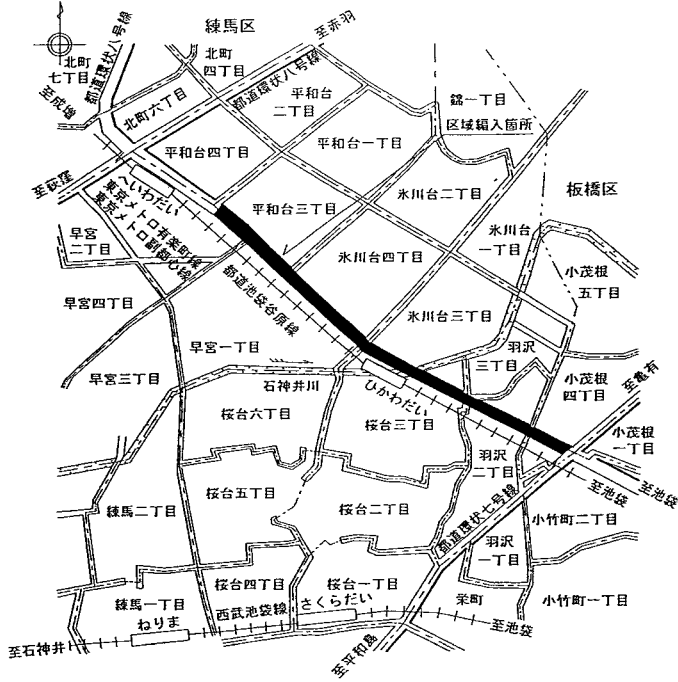 練馬区
至赤羽
都道環状八号線
北町
七丁目
北町
四丁目
都道環状八号線
平和台
二丁目
至成増
北町六丁目
錦一丁目
区域編入箇所
平和台一丁目
平和台四丁目
至荻窪
へいわだい
東京メトロ有楽町線
東京メトロ副都心線
氷川台二丁目
板橋区
平和台三丁目
氷川台
一丁目
早宮
二丁目
氷川台四丁目
小茂根
五丁目
都道池袋谷原線
早宮四丁目
氷川台三丁目
早宮一丁目
羽沢
三丁目
早宮三丁目
石神井川
ひかわだい
小茂根
四丁目
至亀有
桜台六丁目
桜台三丁目
小茂根
一丁目
羽沢
二丁目
至池袋
至池袋
桜台五丁目
桜台二丁目
練馬二丁目
都道環状七号線
小竹町二丁目
羽沢
一丁目
桜台四丁目
桜台一丁目
練馬一丁目
ねりま
西武池袋線
さくらだい
栄町
小竹町一丁目
至池袋
至石神井
至平和島